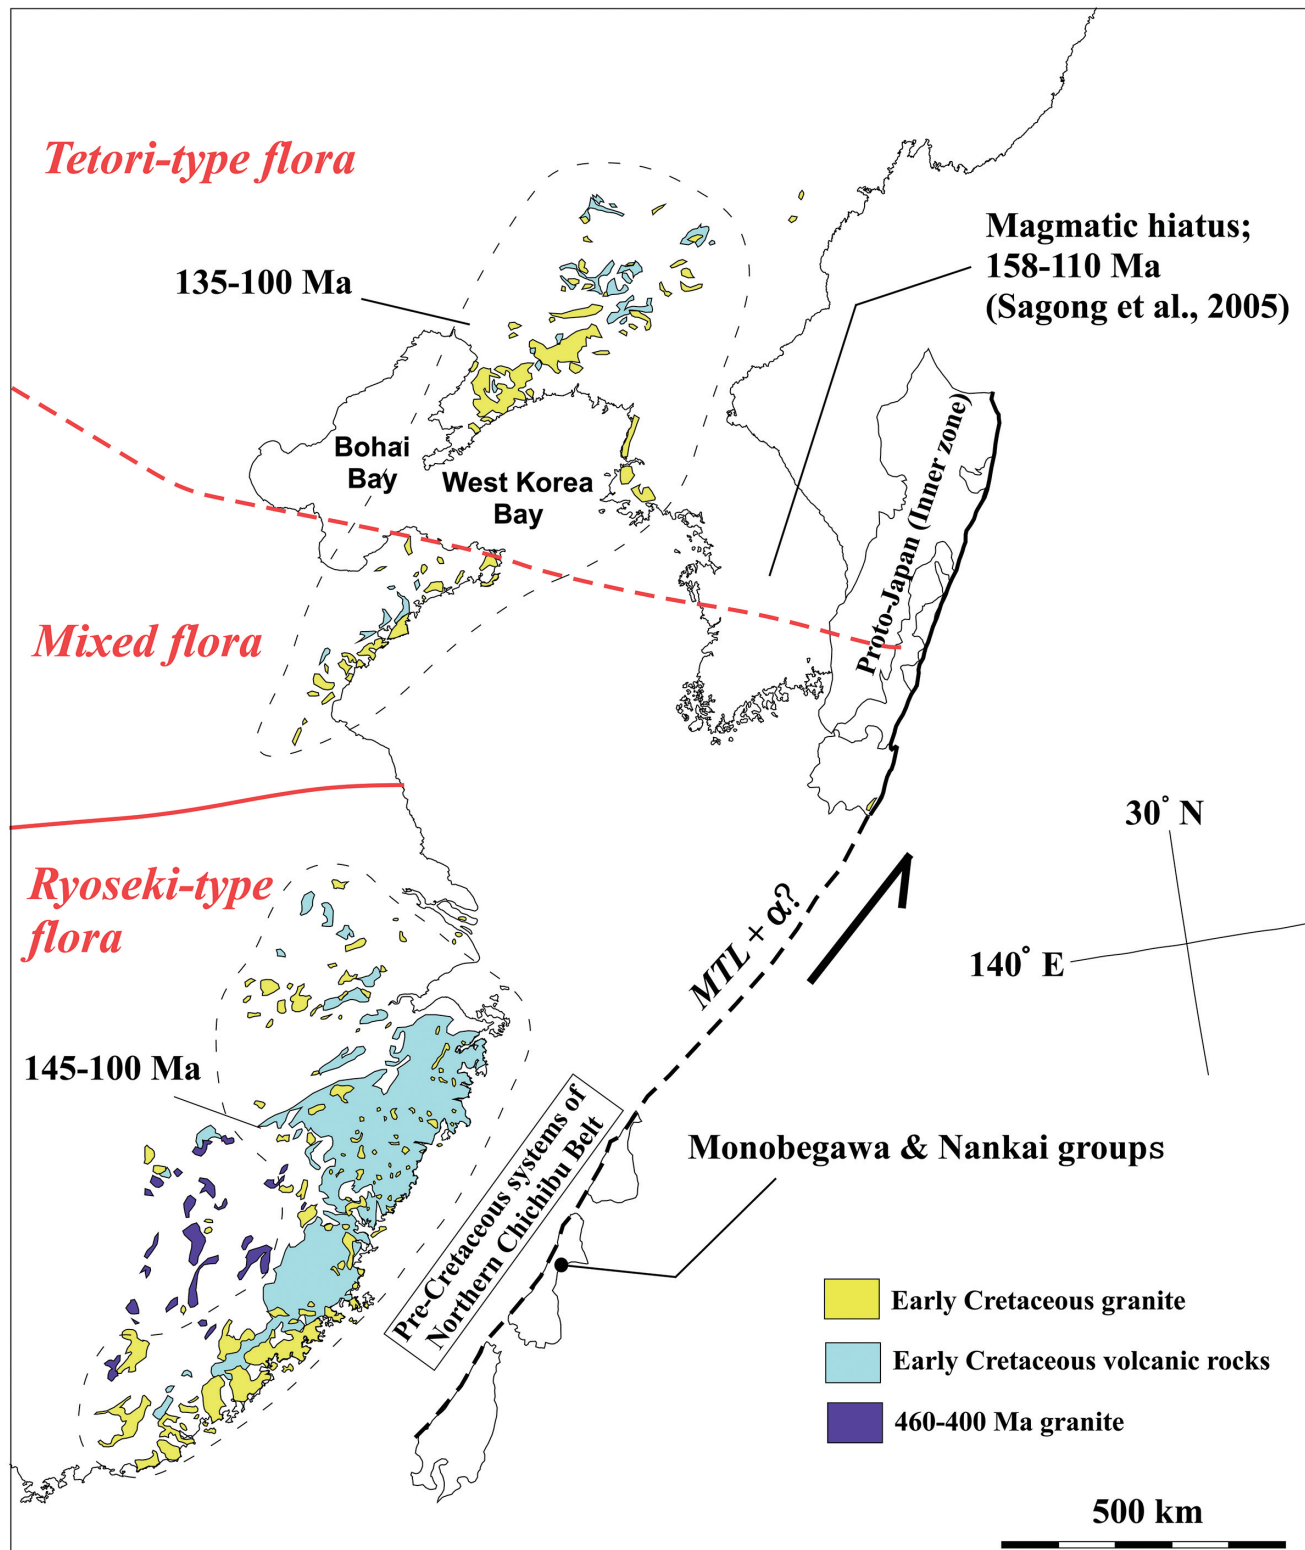 Tetori-type flora
135-100 Ma
Magmatic hiatus;
158-110 Ma
(Sagong et al., 2005)
Bohai
Bay
West Korea
Bay
Proto-Japan (Inner zone)
Mixed flora
30° N
140° E
Ryoseki-type
flora
MTL + α?
145-100 Ma
Pre-Cretaceous systems of
Northern Chichibu Belt
Monobegawa & Nankai groups
Early Cretaceous granite
Early Cretaceous volcanic rocks
460-400 Ma granite
500 km